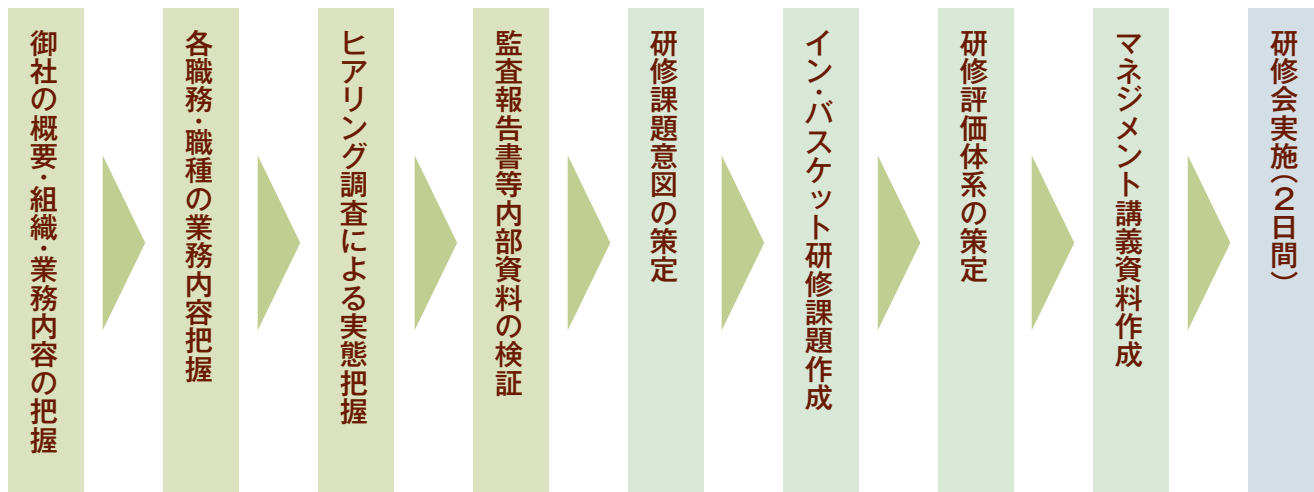 御社の概要・組織・業務内容の把握
各職務・職種の業務内容把握
ヒアリング調査による実態把握
監査報告書等内部資料の検証
研修課題意図の策定
イン・バスケット研修課題作成
研修評価体系の策定
マネジメント講義資料作成
研修会実施（２日間）